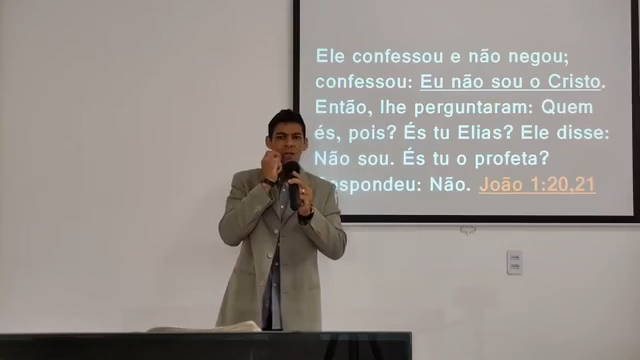 Ele confessou e não negou;
confessou: Eu não sou o Cristo.
Então, lhe perguntaram: Quem
és, pois? És tu Elias? Ele disse:
Não sou. És tu o profeta?
espondeu: Não. João 1:20,21